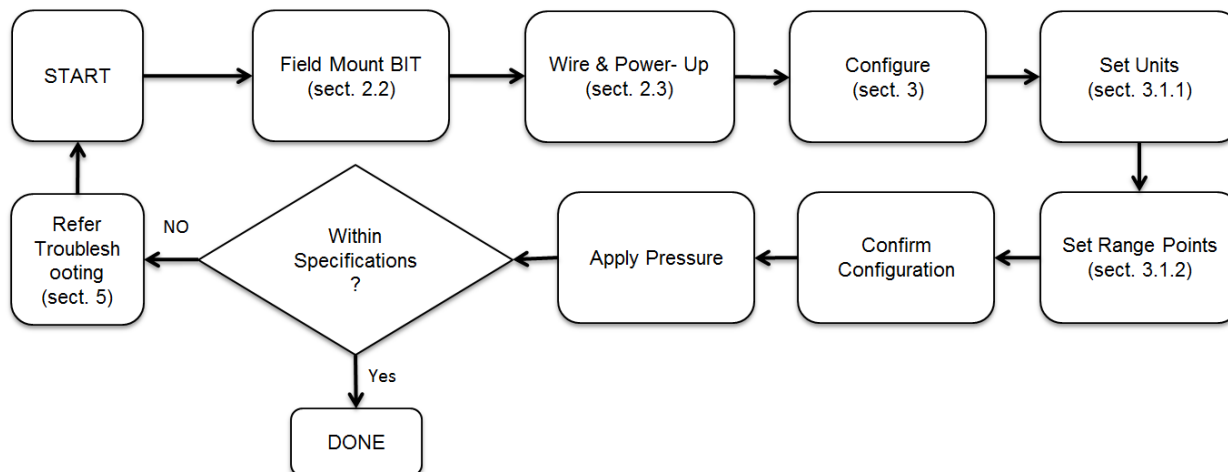 START
Field Mount BIT
(sect. 2.2)
Wire & Power- Up
(sect. 2.3)
Configure
(sect. 3)
Set Units
(sect. 3.1.1)
Set Range Points
(sect. 3.1.2)
Confirm
Configuration
Apply Pressure
Within
Specifications
?
NO
Refer
Troublesh
ooting
(sect. 5)
Yes
DONE